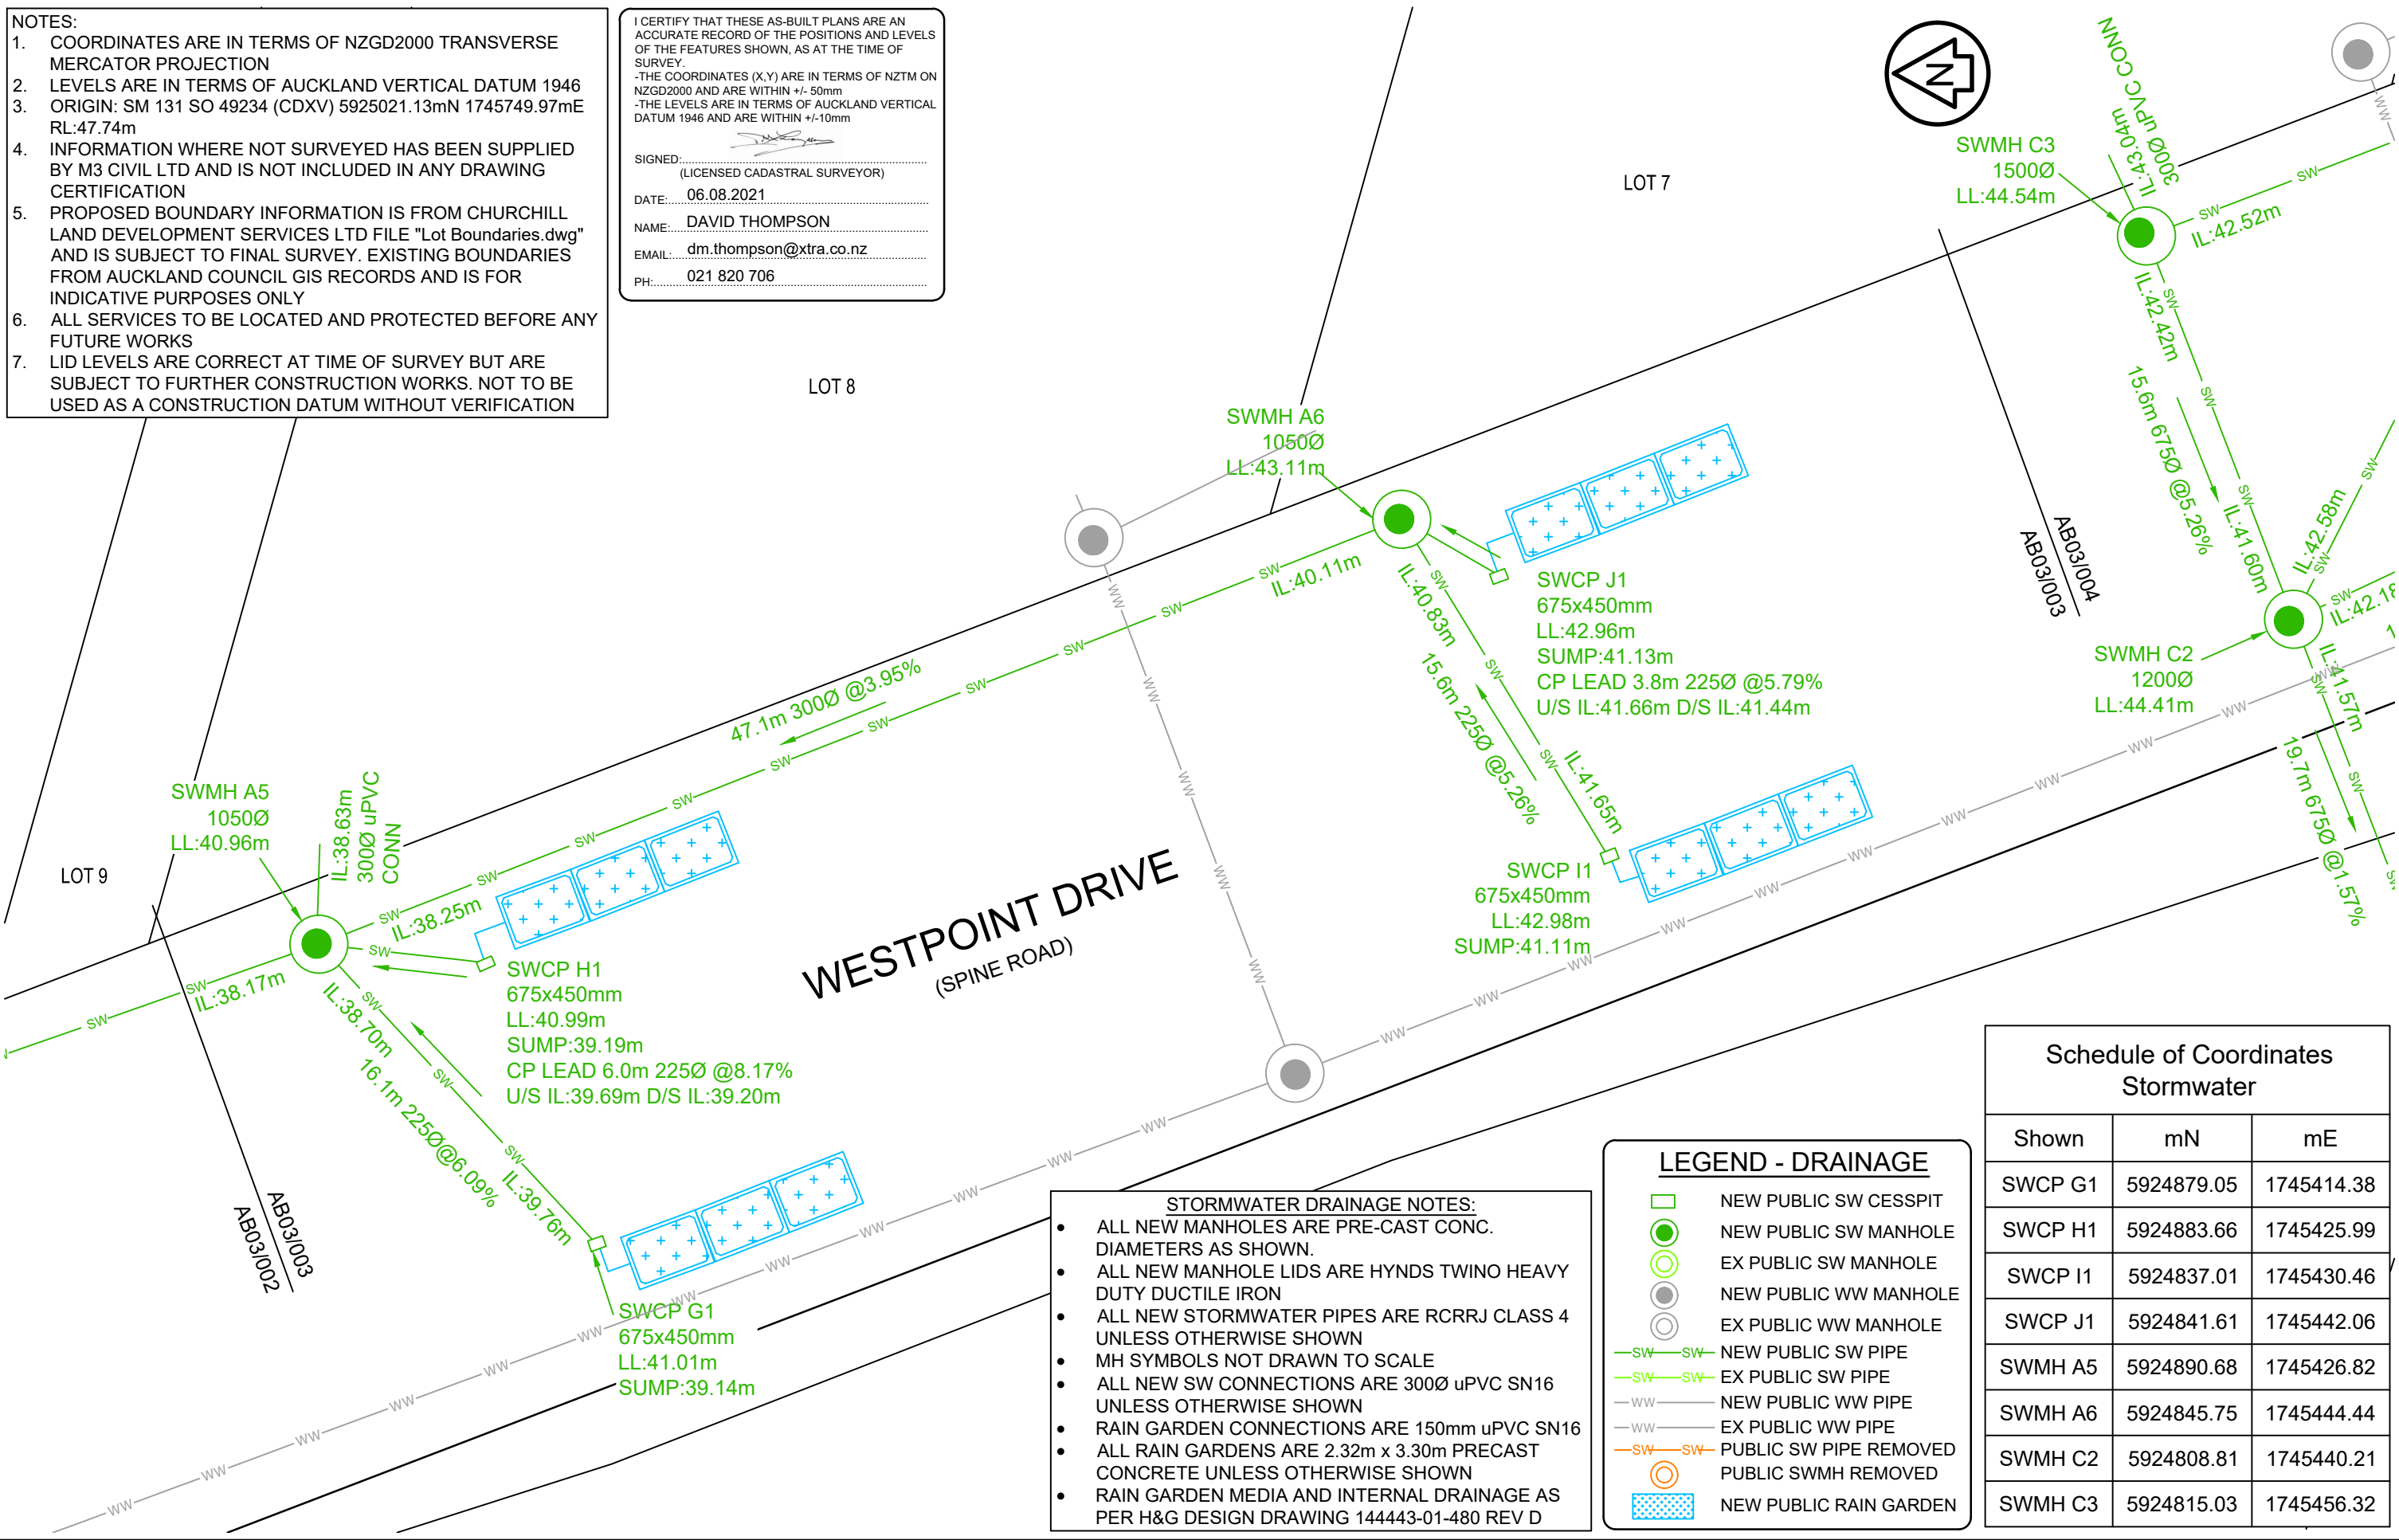 NOTES:
1. COORDINATES ARE IN TERMS OF NZGD2000 TRANSVERSE
MERCATOR PROJECTION
2. LEVELS ARE IN TERMS OF AUCKLAND VERTICAL DATUM 1946
3. ORIGIN: SM 131 SO 49234 (CDXV) 5925021.13mN 1745749.97mE
RL:47.74m
4. INFORMATION WHERE NOT SURVEYED HAS BEEN SUPPLIED
BY M3 CIVIL LTD AND IS NOT INCLUDED IN ANY DRAWING
CERTIFICATION
5. PROPOSED BOUNDARY INFORMATION IS FROM CHURCHILL
LAND DEVELOPMENT SERVICES LTD FILE "Lot Boundaries.dwg"
AND IS SUBJECT TO FINAL SURVEY. EXISTING BOUNDARIES
FROM AUCKLAND COUNCIL GIS RECORDS AND IS FOR
INDICATIVE PURPOSES ONLY
6. ALL SERVICES TO BE LOCATED AND PROTECTED BEFORE ANY
FUTURE WORKS
7. LID LEVELS ARE CORRECT AT TIME OF SURVEY BUT ARE
SUBJECT TO FURTHER CONSTRUCTION WORKS. NOT TO BE
USED AS A CONSTRUCTION DATUM WITHOUT VERIFICATION
I CERTIFY THAT THESE AS-BUILT PLANS ARE AN
ACCURATE RECORD OF THE POSITIONS AND LEVELS
OF THE FEATURES SHOWN, AS AT THE TIME OF
SURVEY.
-THE COORDINATES (X,Y) ARE IN TERMS OF NZTM ON
NZGD2000 AND ARE WITHIN +/- 50mm
-THE LEVELS ARE IN TERMS OF AUCKLAND VERTICAL
DATUM 1946 AND ARE WITHIN +/-10mm
SIGNED:
(LICENSED CADASTRAL SURVEYOR)
DATE: 06.08.2021
NAME: DAVID THOMPSON
EMAIL: dm.thompson@xtra.co.nz
PH: 021 820 706
N
LOT 7
LOT 8
LOT 9
SWMH C3
1500Ø
LL:44.54m
IL:43.04m
300Ø uPVC CONN
IL:42.52m
IL:42.42m
15.6m 675Ø @5.26%
IL:41.60m
IL:42.58m
IL:42.18
SWMH C2
1200Ø
LL:44.41m
IL:41.57m
19.7m 675Ø @1.57%
AB03/004
AB03/003
SWMH A6
1050Ø
LL:43.11m
IL:40.11m
IL:40.83m
15.6m 225Ø @5.26%
IL:41.65m
SWCP J1
675x450mm
LL:42.96m
SUMP:41.13m
CP LEAD 3.8m 225Ø @5.79%
U/S IL:41.66m D/S IL:41.44m
SWCP I1
675x450mm
LL:42.98m
SUMP:41.11m
47.1m 300Ø @3.95%
SWMH A5
1050Ø
LL:40.96m
IL:38.63m
300Ø uPVC
CONN
IL:38.25m
IL:38.17m
IL:38.70m
16.1m 225Ø@6.09%
IL:39.76m
SWCP H1
675x450mm
LL:40.99m
SUMP:39.19m
CP LEAD 6.0m 225Ø @8.17%
U/S IL:39.69m D/S IL:39.20m
SWCP G1
675x450mm
LL:41.01m
SUMP:39.14m
AB03/003
AB03/002
WESTPOINT DRIVE
(SPINE ROAD)
STORMWATER DRAINAGE NOTES:
• ALL NEW MANHOLES ARE PRE-CAST CONC.
DIAMETERS AS SHOWN.
• ALL NEW MANHOLE LIDS ARE HYNDS TWINO HEAVY
DUTY DUCTILE IRON
• ALL NEW STORMWATER PIPES ARE RCRRJ CLASS 4
UNLESS OTHERWISE SHOWN
• MH SYMBOLS NOT DRAWN TO SCALE
• ALL NEW SW CONNECTIONS ARE 300Ø uPVC SN16
UNLESS OTHERWISE SHOWN
• RAIN GARDEN CONNECTIONS ARE 150mm uPVC SN16
• ALL RAIN GARDENS ARE 2.32m x 3.30m PRECAST
CONCRETE UNLESS OTHERWISE SHOWN
• RAIN GARDEN MEDIA AND INTERNAL DRAINAGE AS
PER H&G DESIGN DRAWING 144443-01-480 REV D
LEGEND - DRAINAGE
NEW PUBLIC SW CESSPIT
NEW PUBLIC SW MANHOLE
EX PUBLIC SW MANHOLE
NEW PUBLIC WW MANHOLE
EX PUBLIC WW MANHOLE
SW SW NEW PUBLIC SW PIPE
SW SW EX PUBLIC SW PIPE
WW NEW PUBLIC WW PIPE
WW EX PUBLIC WW PIPE
SW SW PUBLIC SW PIPE REMOVED
PUBLIC SWMH REMOVED
NEW PUBLIC RAIN GARDEN
Schedule of Coordinates
Stormwater
Shown mN mE
SWCP G1 5924879.05 1745414.38
SWCP H1 5924883.66 1745425.99
SWCP I1 5924837.01 1745430.46
SWCP J1 5924841.61 1745442.06
SWMH A5 5924890.68 1745426.82
SWMH A6 5924845.75 1745444.44
SWMH C2 5924808.81 1745440.21
SWMH C3 5924815.03 1745456.32